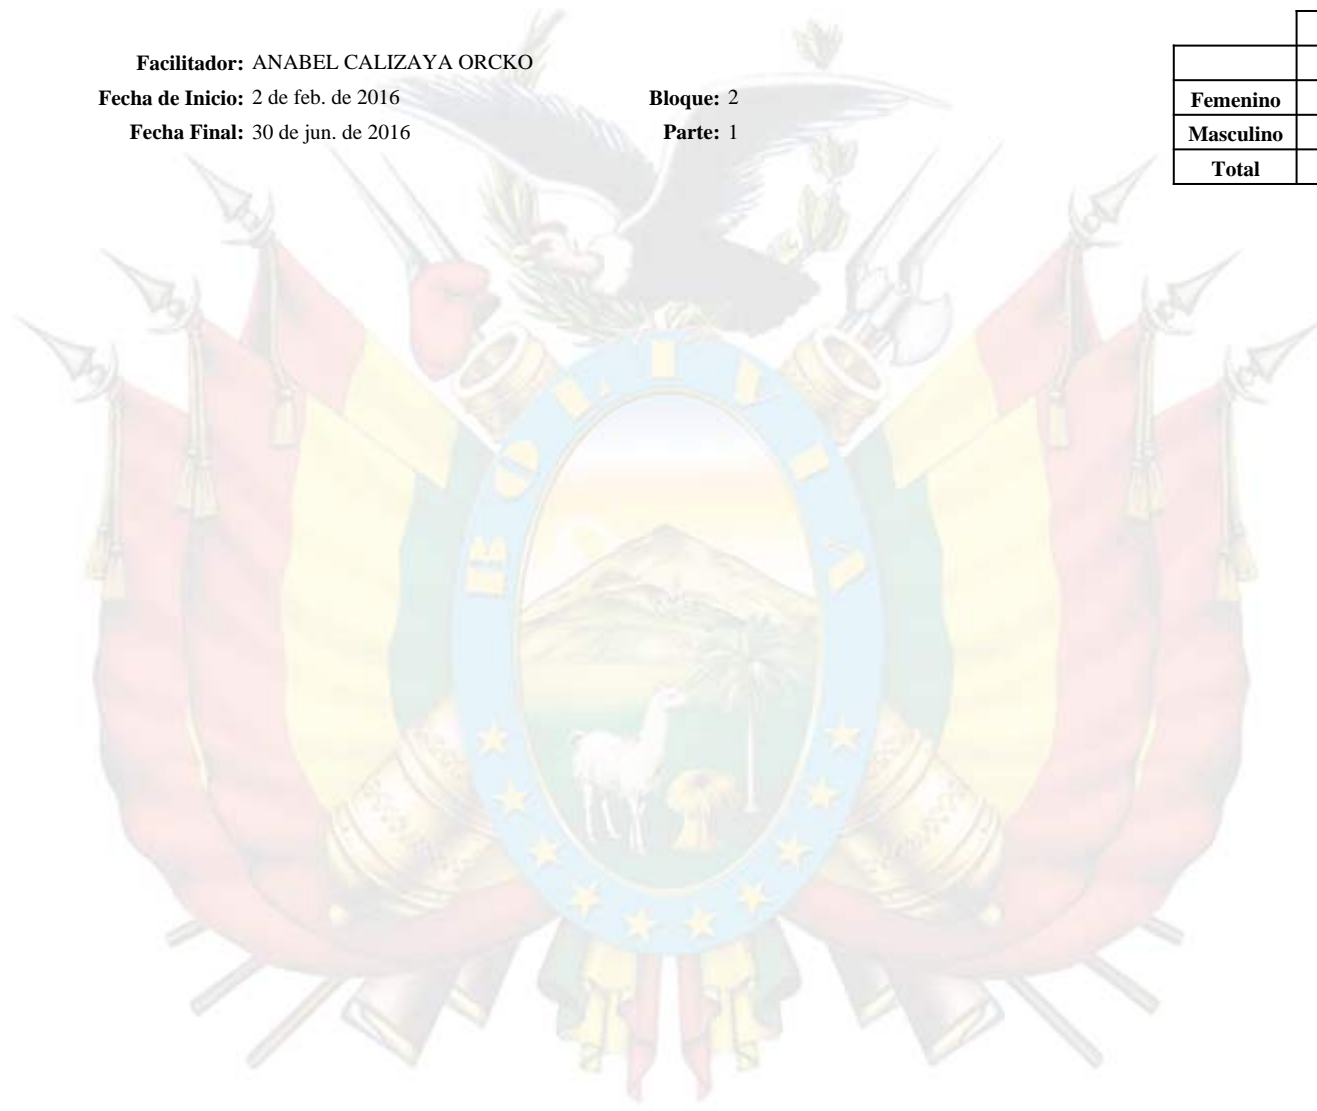 Facilitador: ANABEL CALIZAYA ORCKO
Fecha de Inicio: 2 de feb. de 2016 Bloque: 2
Fecha Final: 30 de jun. de 2016 Parte: 1
Femenino
Masculino
Total
BOLIVIA